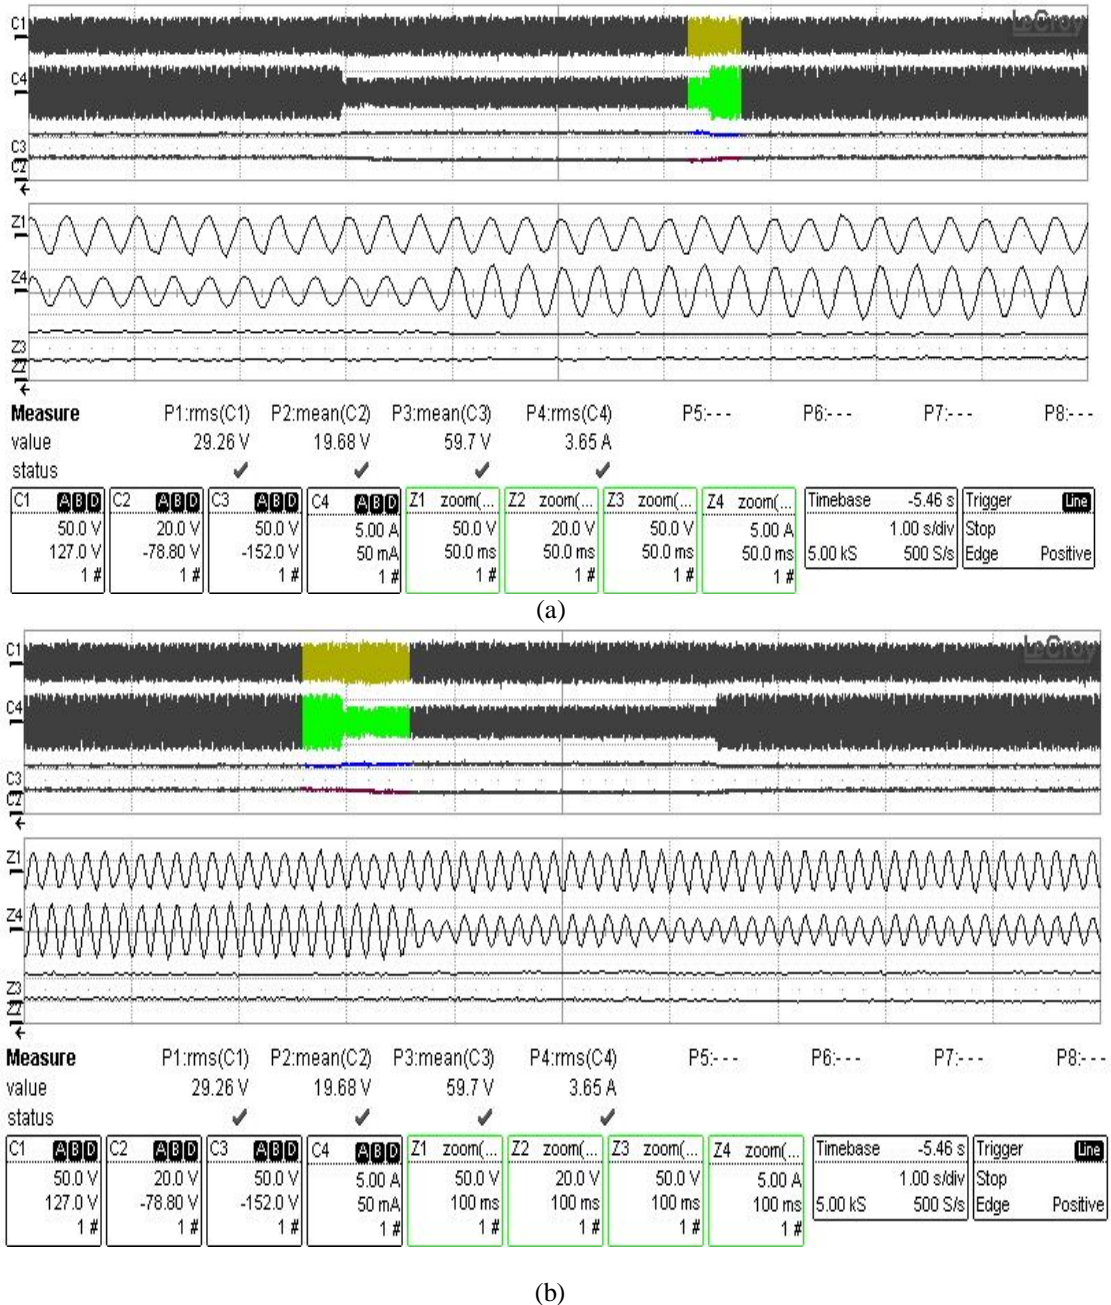 C1
LeCroy
C4
C3
C2
Z1
Z4
Z3
Z2
Measure P1:rms(C1) P2:mean(C2) P3:mean(C3) P4:rms(C4) P5:--- P6:--- P7:--- P8:---
value 29.26 V 19.68 V 59.7 V 3.65 A
status
C1 ABD C2 ABD C3 ABD C4 ABD Z1 zoom(... Z2 zoom(... Z3 zoom(... Z4 zoom(... Timebase -5.46 s Trigger Line
50.0 V 20.0 V 50.0 V 5.00 A 50.0 V 20.0 V 50.0 V 5.00 A 1.00 s/div Stop
127.0 V -78.80 V -152.0 V 50 mA 50.0 ms 50.0 ms 50.0 ms 50.0 ms 5.00 kS 500 S/s Edge Positive
1 # 1 # 1 # 1 # 1 # 1 # 1 # 1 #
(a)
C1
LeCroy
C4
C3
C2
Z1
Z4
Z3
Z2
Measure P1:rms(C1) P2:mean(C2) P3:mean(C3) P4:rms(C4) P5:--- P6:--- P7:--- P8:---
value 29.26 V 19.68 V 59.7 V 3.65 A
status
C1 ABD C2 ABD C3 ABD C4 ABD Z1 zoom(... Z2 zoom(... Z3 zoom(... Z4 zoom(... Timebase -5.46 s Trigger Line
50.0 V 20.0 V 50.0 V 5.00 A 50.0 V 20.0 V 50.0 V 5.00 A 1.00 s/div Stop
127.0 V -78.80 V -152.0 V 50 mA 100 ms 100 ms 100 ms 100 ms 5.00 kS 500 S/s Edge Positive
1 # 1 # 1 # 1 # 1 # 1 # 1 # 1 #
(b)